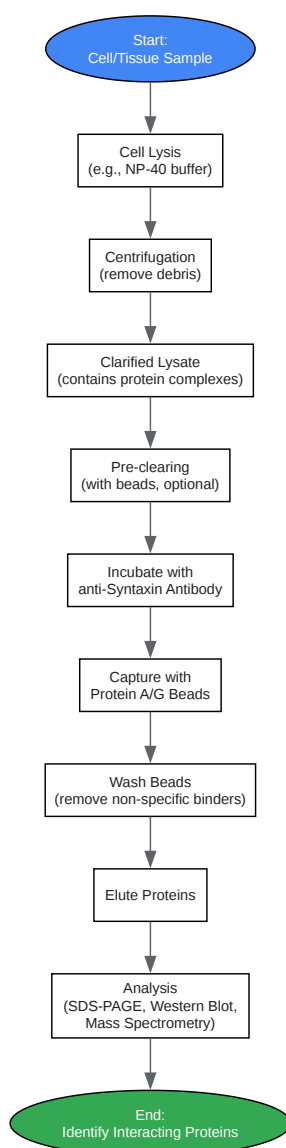 Start:
Cell/Tissue Sample
Cell Lysis
(e.g., NP-40 buffer)
Centrifugation
(remove debris)
Clarified Lysate
(contains protein complexes)
Pre-clearing
(with beads, optional)
Incubate with
anti-Syntaxin Antibody
Capture with
Protein A/G Beads
Wash Beads
(remove non-specific binders)
Elute Proteins
Analysis
(SDS-PAGE, Western Blot,
Mass Spectrometry)
End:
Identify Interacting Proteins